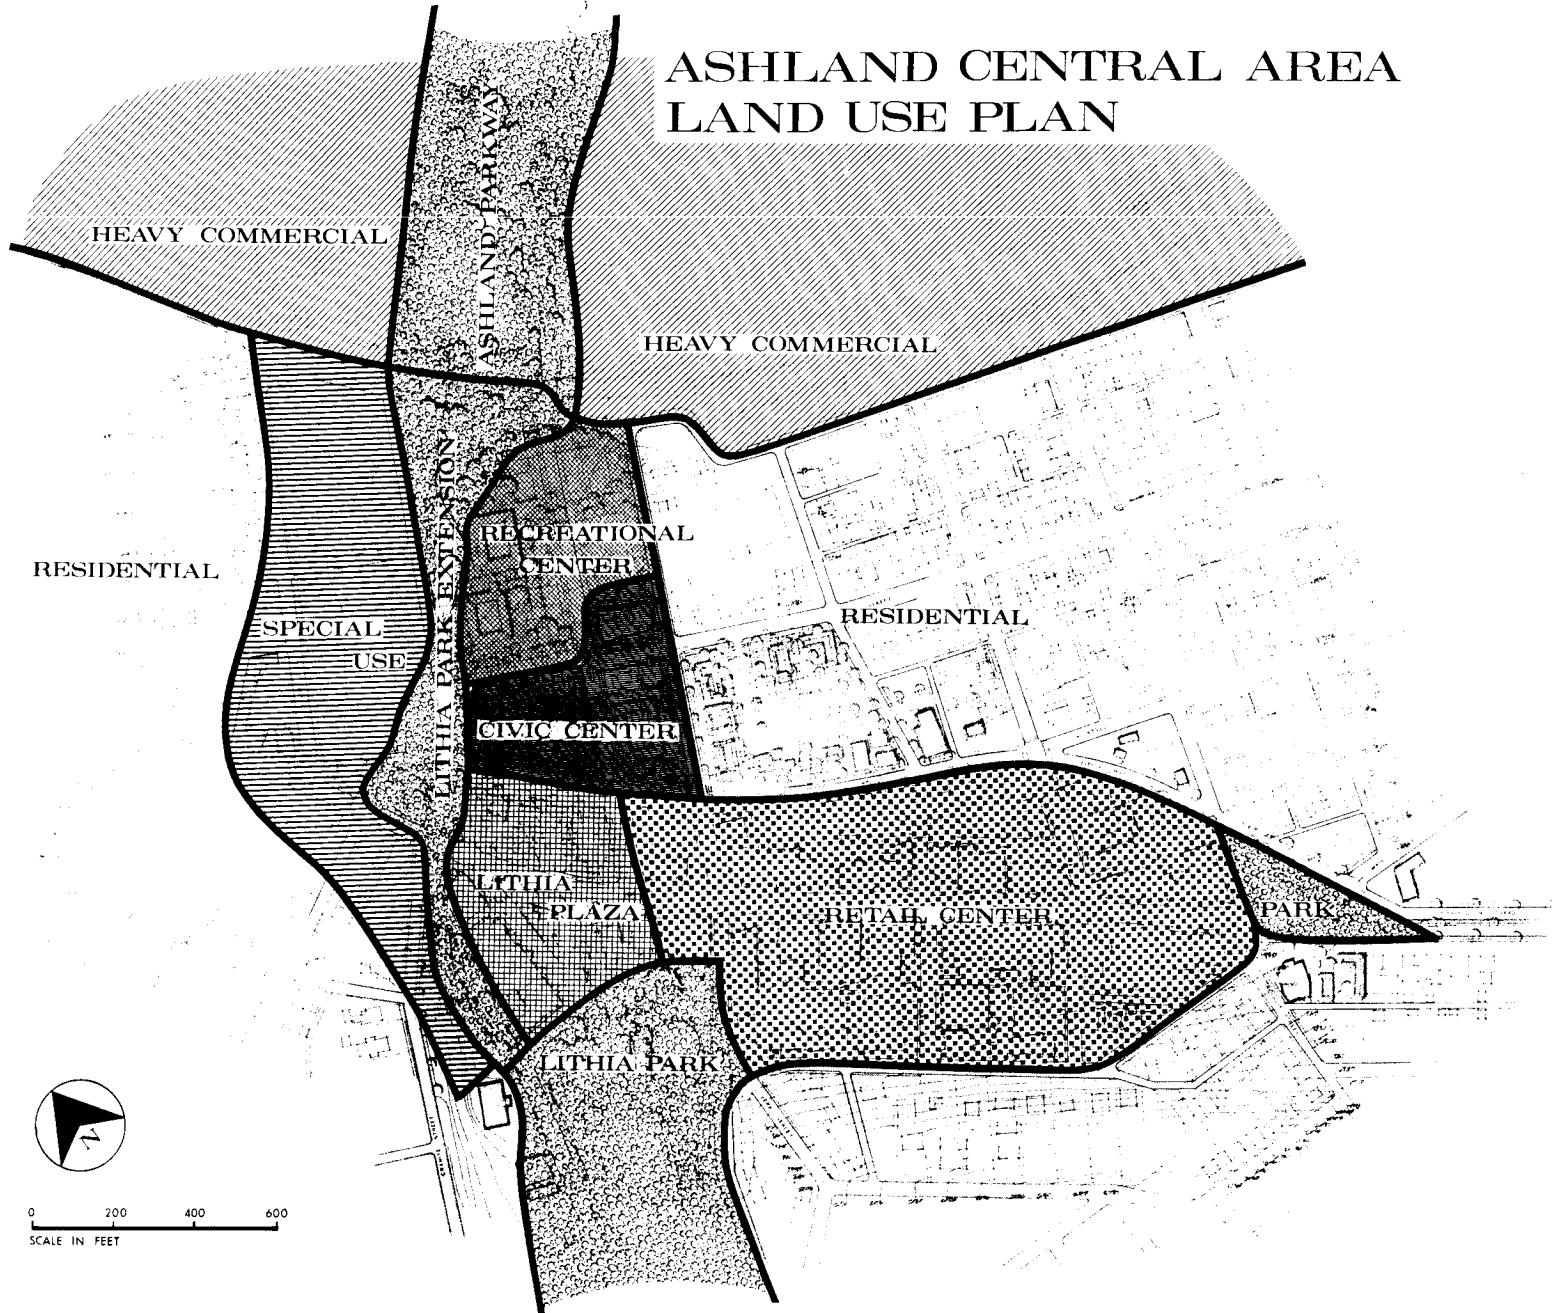 ASHLAND CENTRAL AREA
LAND USE PLAN
ASHLAND PARKWAY
HEAVY COMMERCIAL
HEAVY COMMERCIAL
LITHIA PARK EXTENSION
RECREATIONAL
CENTER
RESIDENTIAL
RESIDENTIAL
SPECIAL
USE
CIVIC CENTER
LITHIA
PLAZA
RETAIL CENTER
PARK
LITHIA PARK
N
0 200 400 600
SCALE IN FEET